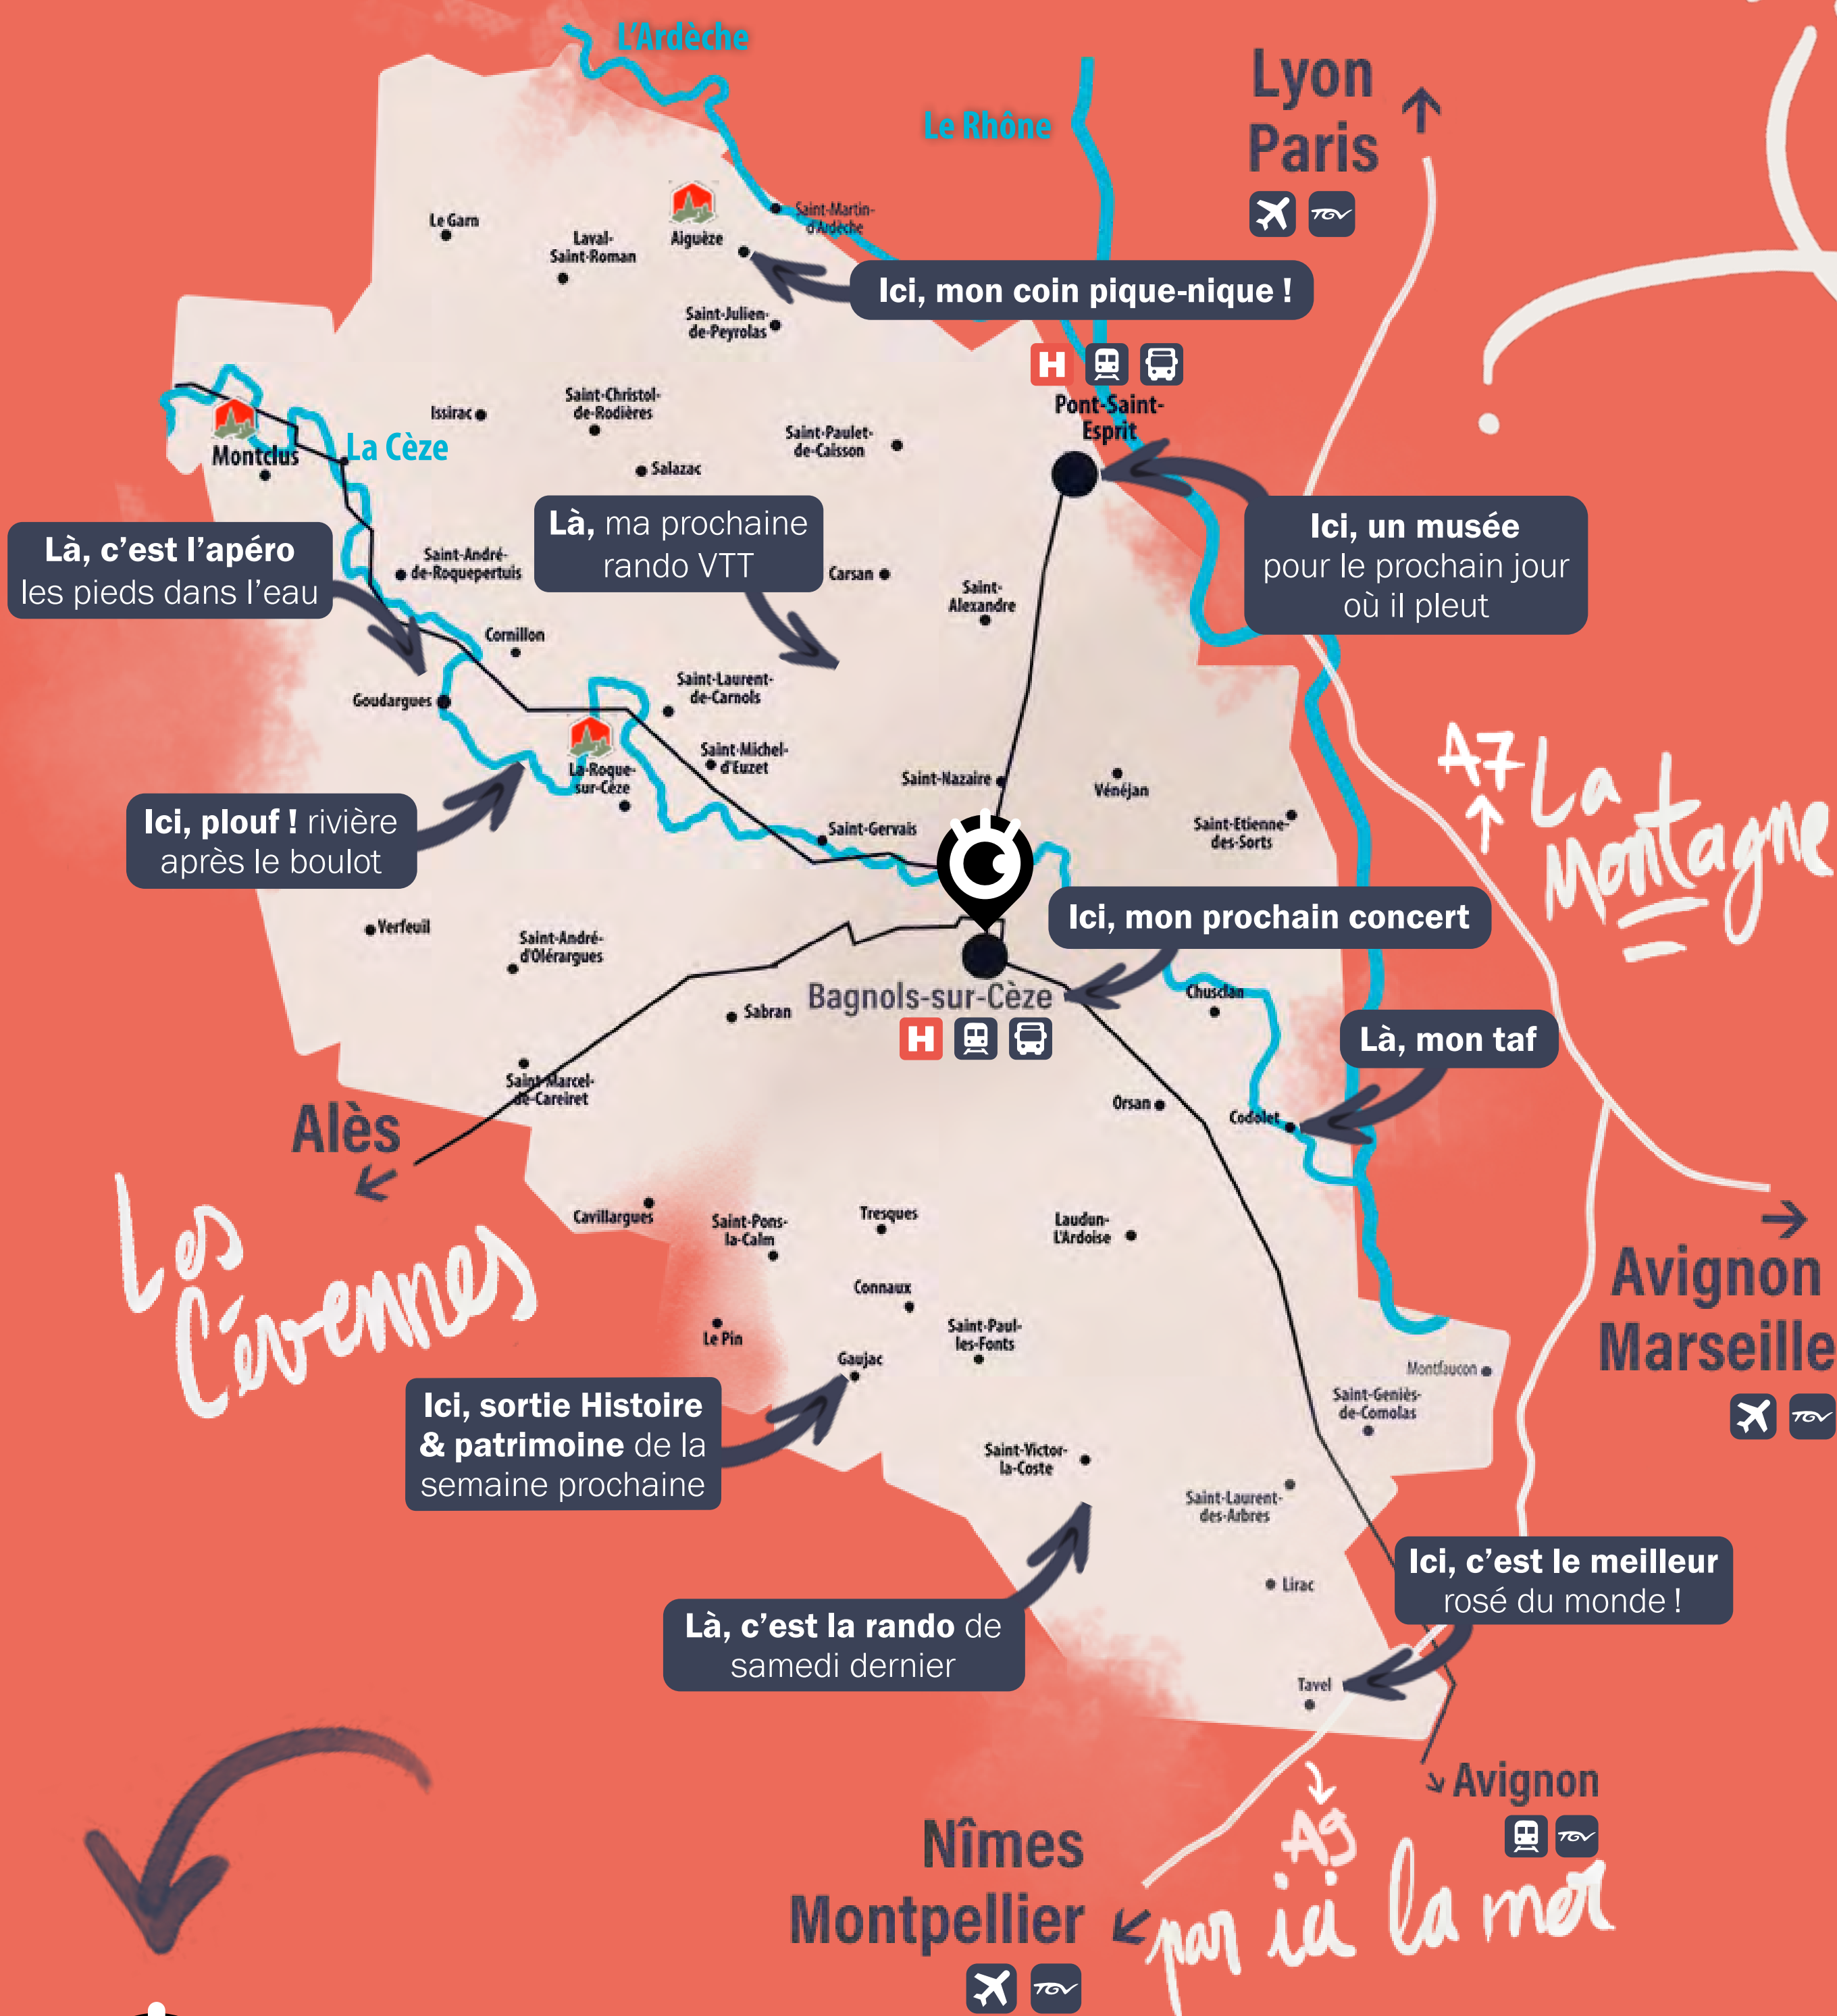 L'Ardèche
Le Rhône
Lyon
Paris
TGV
Le Garn
Laval-
Saint-Roman
Aiguèze
Saint-Martin-
d'Ardèche
Ici, mon coin pique-nique !
Saint-Julien-
de-Peyrolas
H
Pont-Saint-
Esprit
Issirac
Saint-Christol-
de-Rodières
Saint-Paulet-
de-Caisson
Montclus
La Cèze
Salazac
Là, c'est l'apéro
les pieds dans l'eau
Là, ma prochaine
rando VTT
Ici, un musée
pour le prochain jour
où il pleut
Saint-André-
de-Roquepertuis
Carsan
Saint-
Alexandre
Cornillon
Goudargues
Saint-Laurent-
de-Carnols
Saint-Michel-
d'Euzet
La-Roque-
sur-Cèze
Saint-Nazaire
Vénéjan
A7
La
Montagne
Ici, plouf ! rivière
après le boulot
Saint-Gervais
Saint-Etienne-
des-Sorts
Ici, mon prochain concert
Verfeuil
Saint-André-
d'Olérargues
Bagnols-sur-Cèze
H
Sabran
Chusclan
Là, mon taf
Saint-Marcel-
de-Careiret
Alès
Orsan
Codolet
Les
Cévennes
Cavillargues
Saint-Pons-
la-Calm
Tresques
Laudun-
L'Ardoise
Avignon
Marseille
TGV
Connaux
Le Pin
Saint-Paul-
les-Fonts
Gaujac
Montfaucon
Saint-Geniès-
de-Comolas
Ici, sortie Histoire
& patrimoine de la
semaine prochaine
Saint-Victor-
la-Coste
Saint-Laurent-
des-Arbres
Ici, c'est le meilleur
rosé du monde !
Lirac
Là, c'est la rando de
samedi dernier
Tavel
Avignon
TGV
Nîmes
Montpellier
TGV
A9
par ici la mer